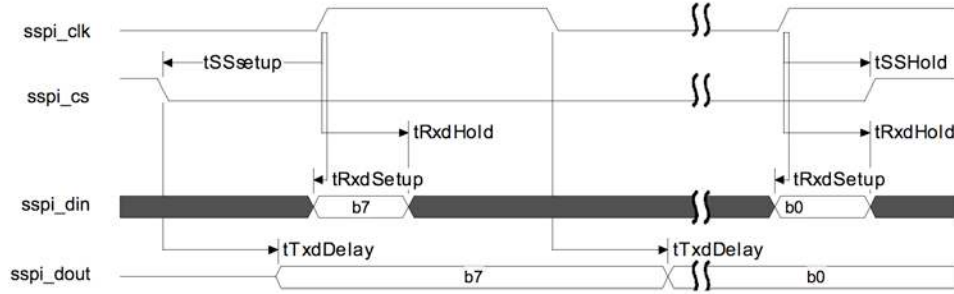 sspi_clk
tSSsetup
tSSHold
sspi_cs
tRxdHold
tRxdHold
tRxdSetup
tRxdSetup
sspi_din
b7
b0
tTxdDelay
tTxdDelay
sspi_dout
b7
b0